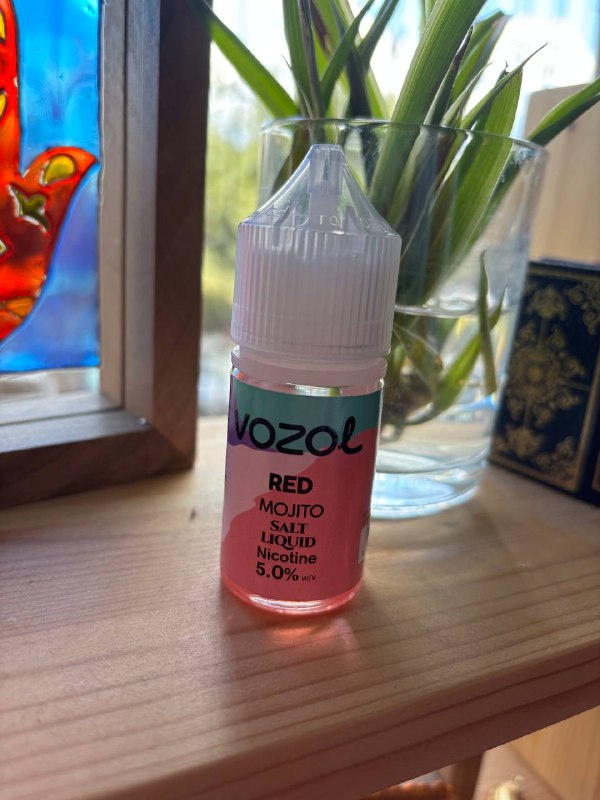 VOZOL
RED
MOJITO
SALT
LIQUID
Nicotine
5.0% w/v